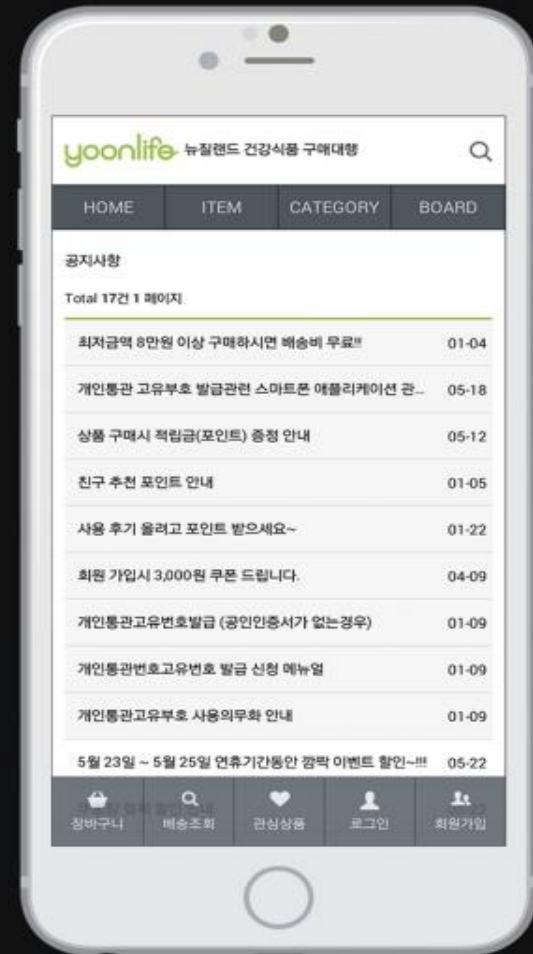 yoonlife 뉴질랜드 건강식품 구매대행
HOME ITEM CATEGORY BOARD
공지사항
Total 17건 1 페이지
최저금액 8만원 이상 구매하시면 배송비 무료!! 01-04
개인통관 고유부호 발급관련 스마트폰 애플리케이션 관... 05-18
상품 구매시 적립금(포인트) 증정 안내 05-12
친구 추천 포인트 안내 01-05
사용 후기 올려고 포인트 받으세요~ 01-22
회원 가입시 3,000원 쿠폰 드립니다. 04-09
개인통관고유번호발급 (공인인증서가 없는경우) 01-09
개인통관번호고유번호 발급 신청 메뉴얼 01-09
개인통관고유부호 사용의무화 안내 01-09
5월 23일 ~ 5월 25일 연휴기간동안 깜짝 이벤트 할인~!!! 05-22
장바구니 배송조회 관심상품 로그인 회원가입